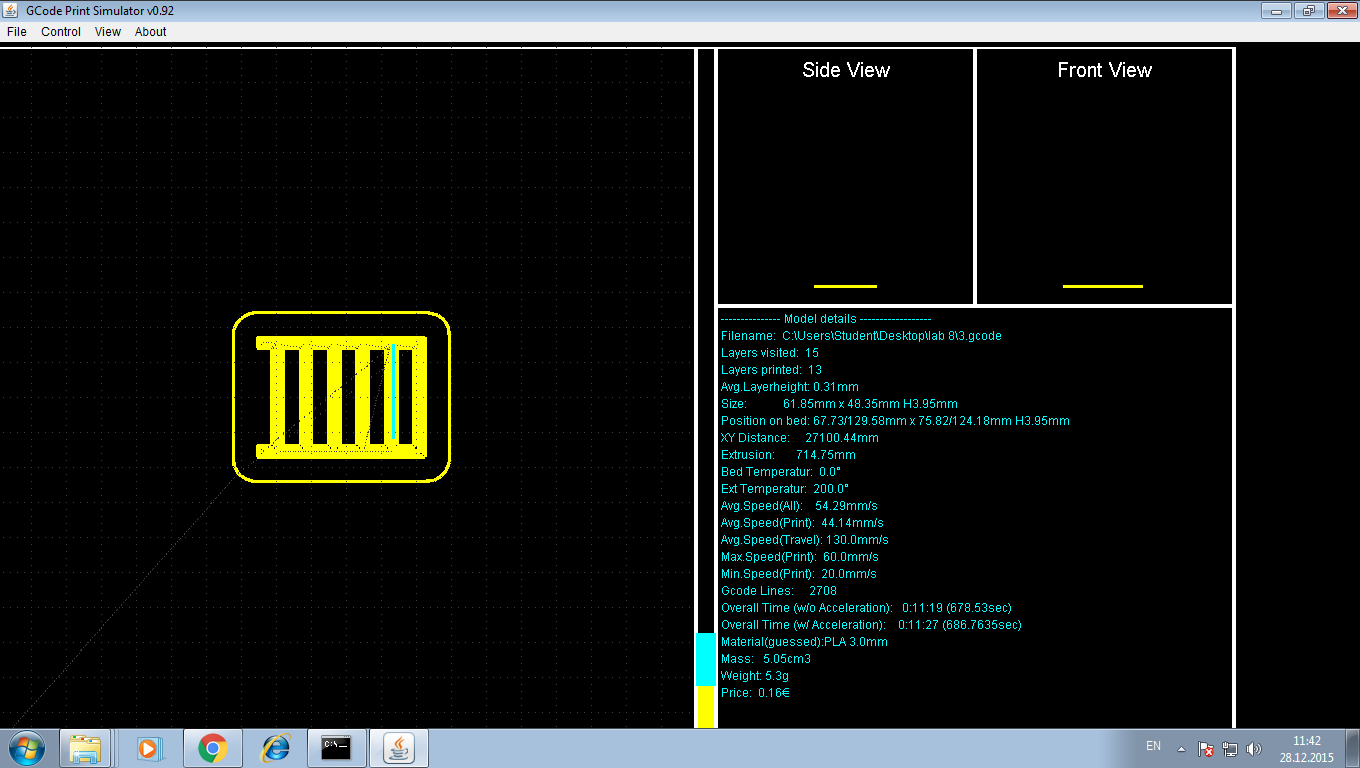 GCode Print Simulator v0.92
File Control View About
Side View
Front View
--------------- Model details ------------------
Filename: C:\Users\Student\Desktop\lab 8\3.gcode
Layers visited: 15
Layers printed: 13
Avg.Layerheight: 0.31mm
Size: 61.85mm x 48.35mm H3.95mm
Position on bed: 67.73/129.58mm x 75.82/124.18mm H3.95mm
XY Distance: 27100.44mm
Extrusion: 714.75mm
Bed Temperatur: 0.0°
Ext Temperatur: 200.0°
Avg.Speed(All): 54.29mm/s
Avg.Speed(Print): 44.14mm/s
Avg.Speed(Travel): 130.0mm/s
Max.Speed(Print): 60.0mm/s
Min.Speed(Print): 20.0mm/s
Gcode Lines: 2708
Overall Time (w/o Acceleration): 0:11:19 (678.53sec)
Overall Time (w/ Acceleration): 0:11:27 (686.7635sec)
Material(guessed):PLA 3.0mm
Mass: 5.05cm3
Weight: 5.3g
Price: 0.16€
C:\_
EN
11:42
28.12.2015